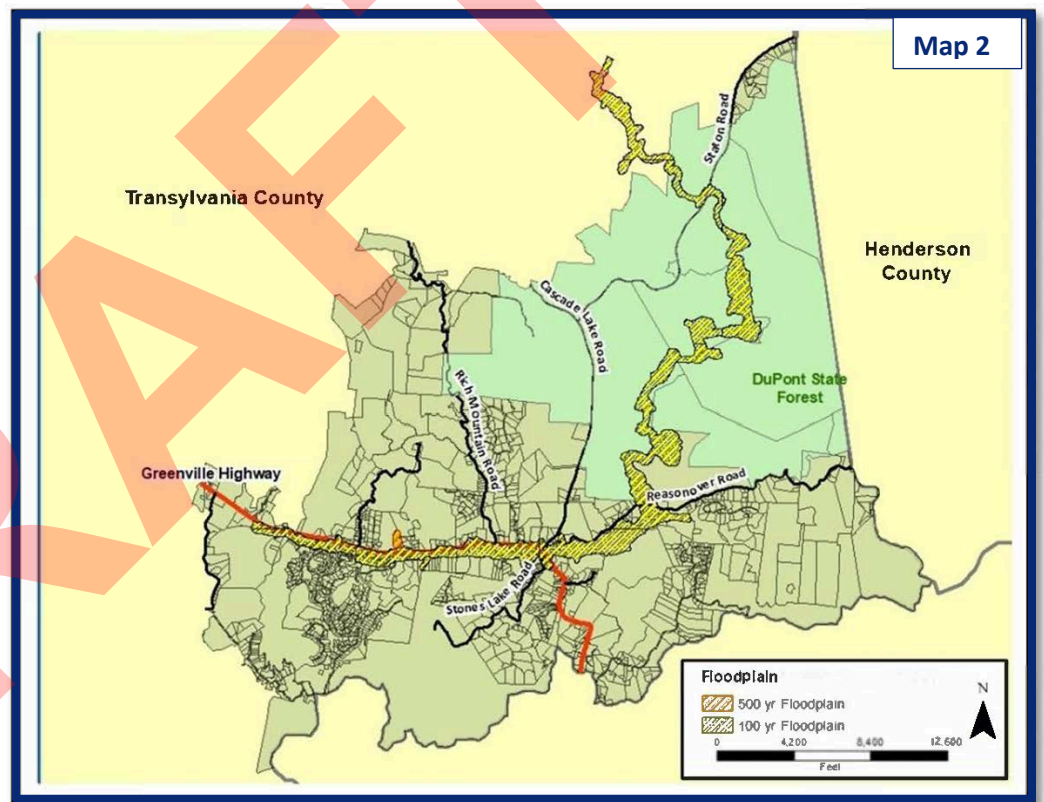 Map 2
Staton Road
Transylvania County
Henderson
County
Cascade Lake Road
DuPont State
Forest
Rich Mountain Road
Greenville Highway
Reasonover Road
Stones Lake Road
Floodplain
500 yr Floodplain
100 yr Floodplain
N
0 4,200 8,400 12,600
Feet
RAFT